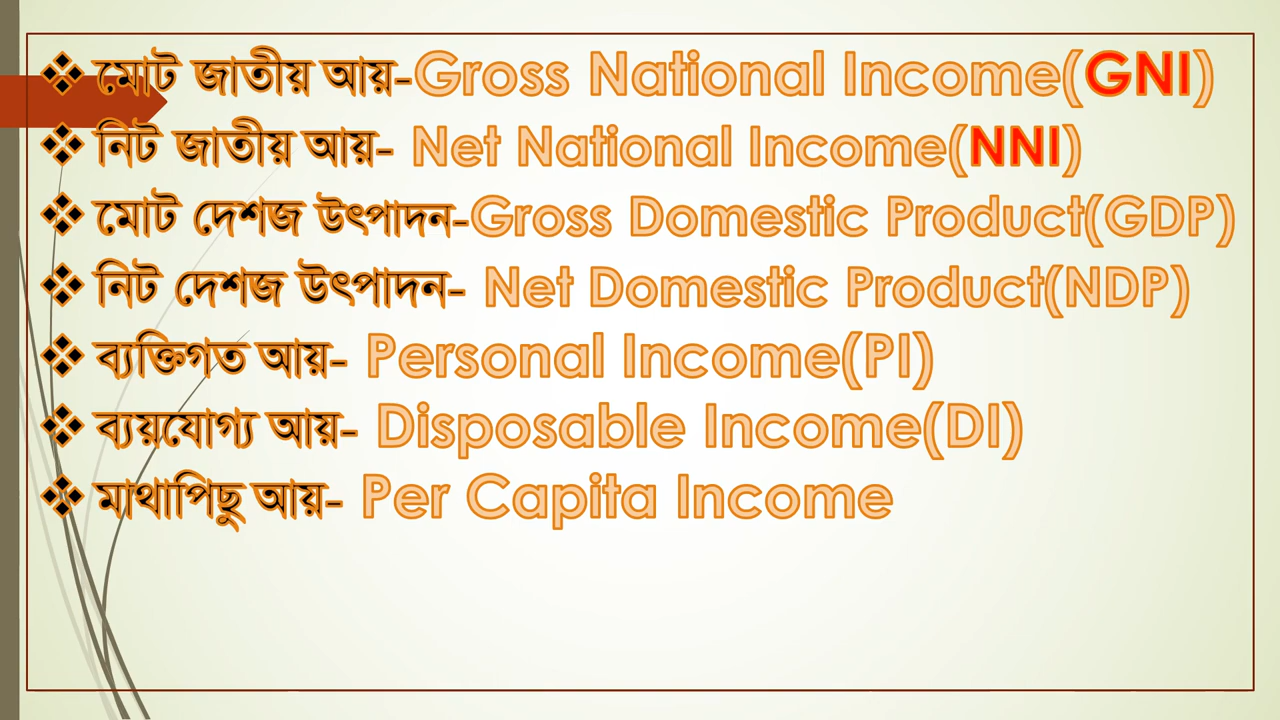 ❖ মোট জাতীয় আয়-Gross National Income(GNI)
❖ নিট জাতীয় আয়- Net National Income(NNI)
❖ মোট দেশজ উৎপাদন-Gross Domestic Product(GDP)
❖ নিট দেশজ উৎপাদন- Net Domestic Product(NDP)
❖ ব্যক্তিগত আয়- Personal Income(PI)
❖ ব্যয়যোগ্য আয়- Disposable Income(DI)
❖ মাথাপিছু আয়- Per Capita Income